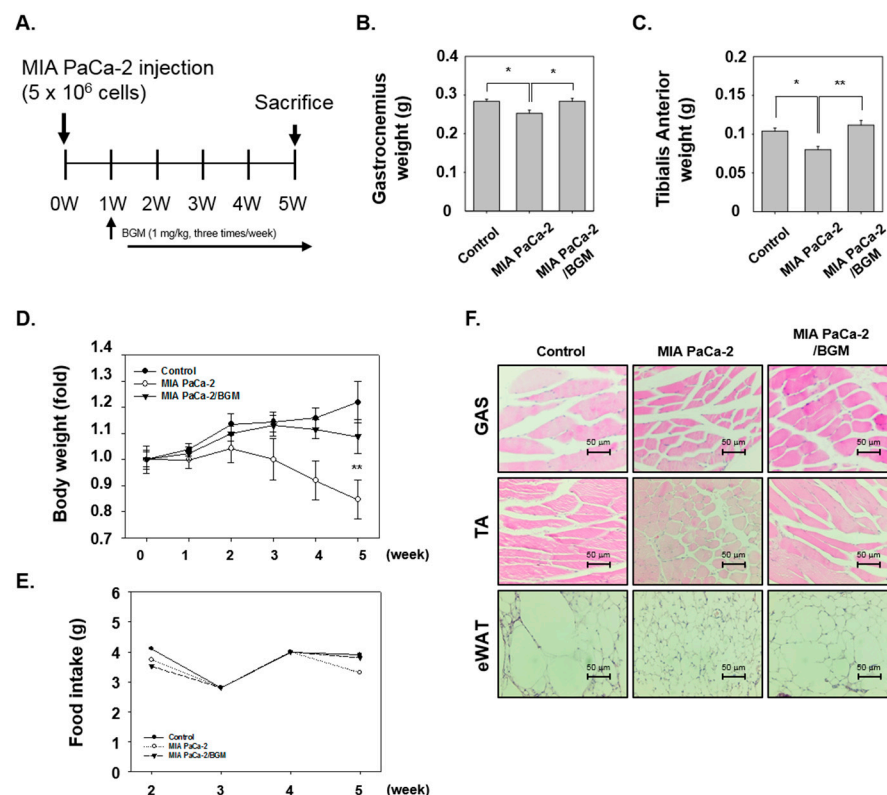 A.
MIA PaCa-2 injection
(5 x 10⁶ cells)
Sacrifice
0W 1W 2W 3W 4W 5W
BGM (1 mg/kg, three times/week)
B.
Gastrocnemius
weight (g)
0.4
0.3
0.2
0.1
0
* *
Control
MIA PaCa-2
MIA PaCa-2
/BGM
C.
Tibialis Anterior
weight (g)
0.2
0.15
0.1
0.05
0
* **
Control
MIA PaCa-2
MIA PaCa-2
/BGM
D.
Body weight (fold)
1.4
1.3
1.2
1.1
1.0
0.9
0.8
0.7
Control
MIA PaCa-2
MIA PaCa-2/BGM
**
0 1 2 3 4 5 (week)
E.
Food intake (g)
6
5
4
3
2
1
0
Control
MIA PaCa-2
MIA PaCa-2/BGM
2 3 4 5 (week)
F.
Control MIA PaCa-2 MIA PaCa-2
/BGM
GAS
50 µm 50 µm 50 µm
TA
50 µm 50 µm 50 µm
eWAT
50 µm 50 µm 50 µm